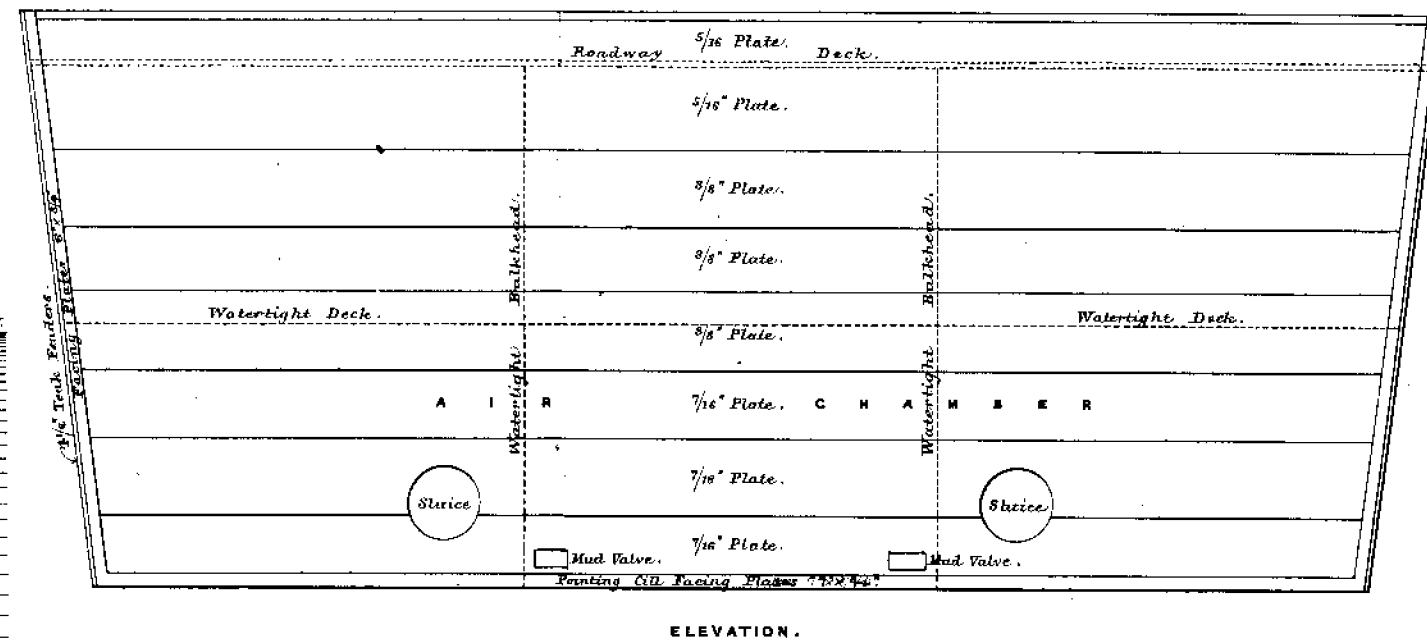 5/16 Plate.
Roadway Deck.
5/16" Plate.
3/8" Plate.
3/8" Plate.
Watertight Deck.
Watertight Deck.
3/8" Plate.
Watertight Bulkhead.
Watertight Bulkhead.
Teak Fenders.
Facing Plates
7/16" Plate.
AIR CHAMBER
7/16" Plate.
Sluice
Sluice
7/16" Plate.
Mud Valve.
Mud Valve.
Pointing Cill Facing Plates
ELEVATION.